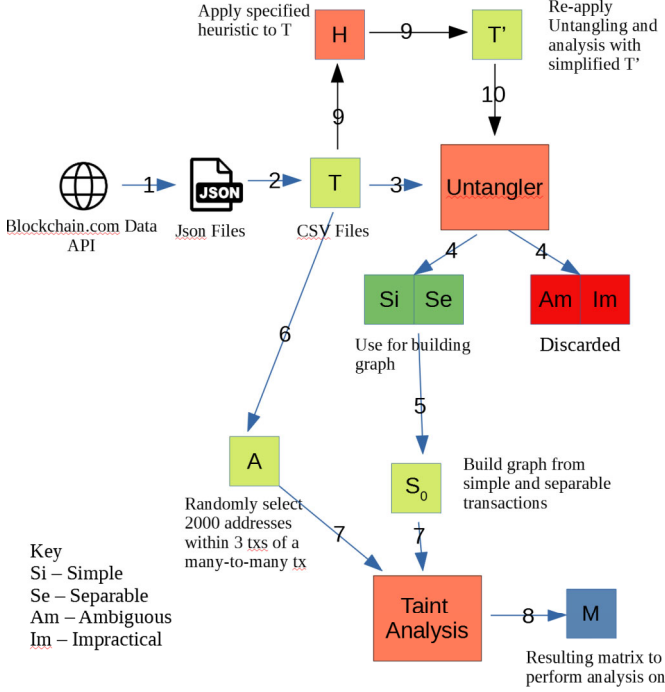 Apply specified
heuristic to T
H
9
T’
Re-apply
Untangling and
analysis with
simplified T’
9
10
1
JSON
2
T
3
Untangler
Blockchain.com Data
API
Json Files
CSV Files
4
4
Si
Se
Am
Im
Use for building
graph
Discarded
6
5
A
S0
Build graph from
simple and separable
transactions
Randomly select
2000 addresses
within 3 txs of a
many-to-many tx
7
7
Key
Si – Simple
Se – Separable
Am – Ambiguous
Im – Impractical
Taint
Analysis
8
M
Resulting matrix to
perform analysis on